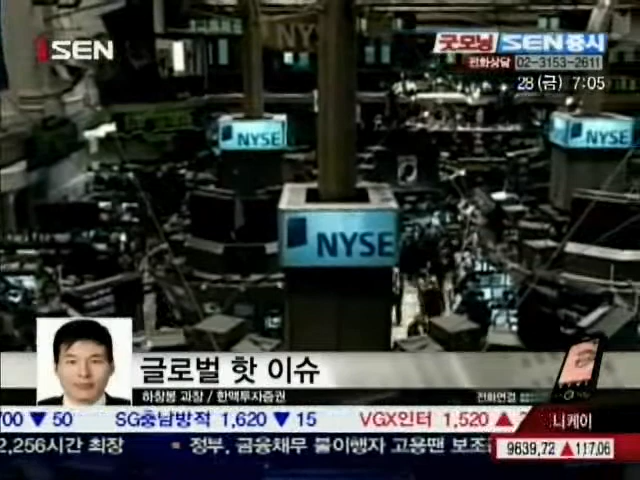 SEN
굿모닝 SEN증시
전화상담 02-3153-2611
28(금) 7:05
NYSE
NYSE
NYSE
NYSE
글로벌 핫 이슈
하창봉 과장 / 한맥투자증권
전화연결
700 ▼ 50 SG충남방적 1,620 ▼ 15 VGX인터 1,520 ▲
니케이
2,256시간 최장 ▪ 정부, 금융채무 불이행자 고용땐 보조
9639,72 ▲117,06